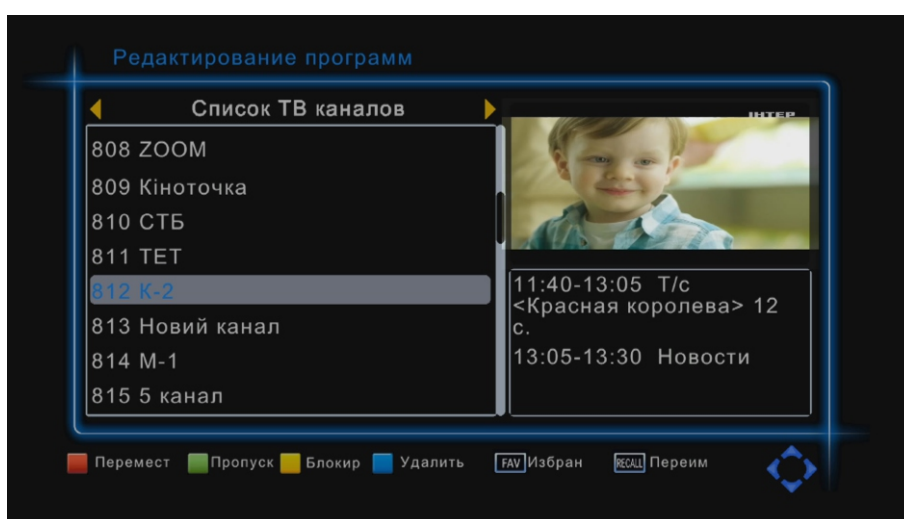 Редактирование программ
Список ТВ каналов
ІНТЕР
808 ZOOM
809 Кіноточка
810 СТБ
811 ТЕТ
812 К-2
813 Новий канал
814 М-1
815 5 канал
11:40-13:05 Т/с
<Красная королева> 12
с.
13:05-13:30 Новости
Перемест Пропуск Блокир Удалить FAV Избран RECALL Переим